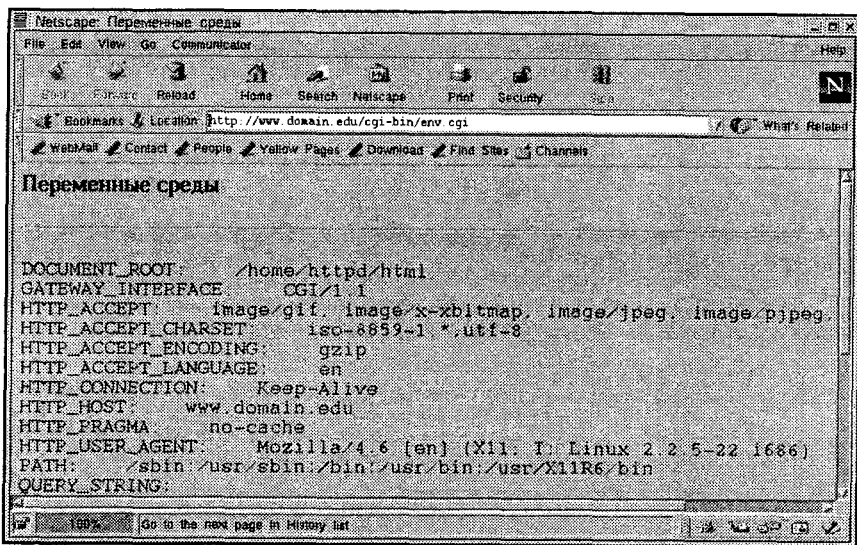 Netscape: Переменные среды
File Edit View Go Communicator Help
Back Forward Reload Home Search Netscape Print Security Stop N
Bookmarks Location http://www.domain.edu/cgi-bin/env.cgi What's Related
WebMail Contact People Yellow Pages Download Find Sites Channels
Переменные среды
DOCUMENT_ROOT: /home/httpd/html
GATEWAY_INTERFACE CGI/1 1
HTTP_ACCEPT: image/gif, image/x-xbitmap, image/jpeg, image/pjpeg,
HTTP_ACCEPT_CHARSET: iso-8859-1,*,utf-8
HTTP_ACCEPT_ENCODING: gzip
HTTP_ACCEPT_LANGUAGE: en
HTTP_CONNECTION: Keep-Alive
HTTP_HOST: www.domain.edu
HTTP_PRAGMA: no-cache
HTTP_USER_AGENT: Mozilla/4.6 [en] (X11; I; Linux 2.2.5-22 i686)
PATH: /sbin:/usr/sbin:/bin:/usr/bin:/usr/X11R6/bin
QUERY_STRING:
100% Go to the next page in History list